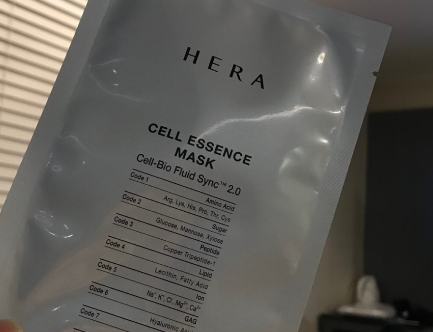 HERA
CELL ESSENCE
MASK
Cell-Bio Fluid Sync™ 2.0
Code 1 Amino Acid
Arg, Lys, His, Pro, Thr, Cys
Code 2 Sugar
Glucose, Mannose, Xylose
Code 3 Peptide
Copper Tripeptide-1
Code 4 Lipid
Lecithin, Fatty Acid
Code 5 Ion
Na⁺, K⁺, Cl⁻, Mg²⁺, Ca²⁺
Code 6 GAG
Hyaluronic
Code 7